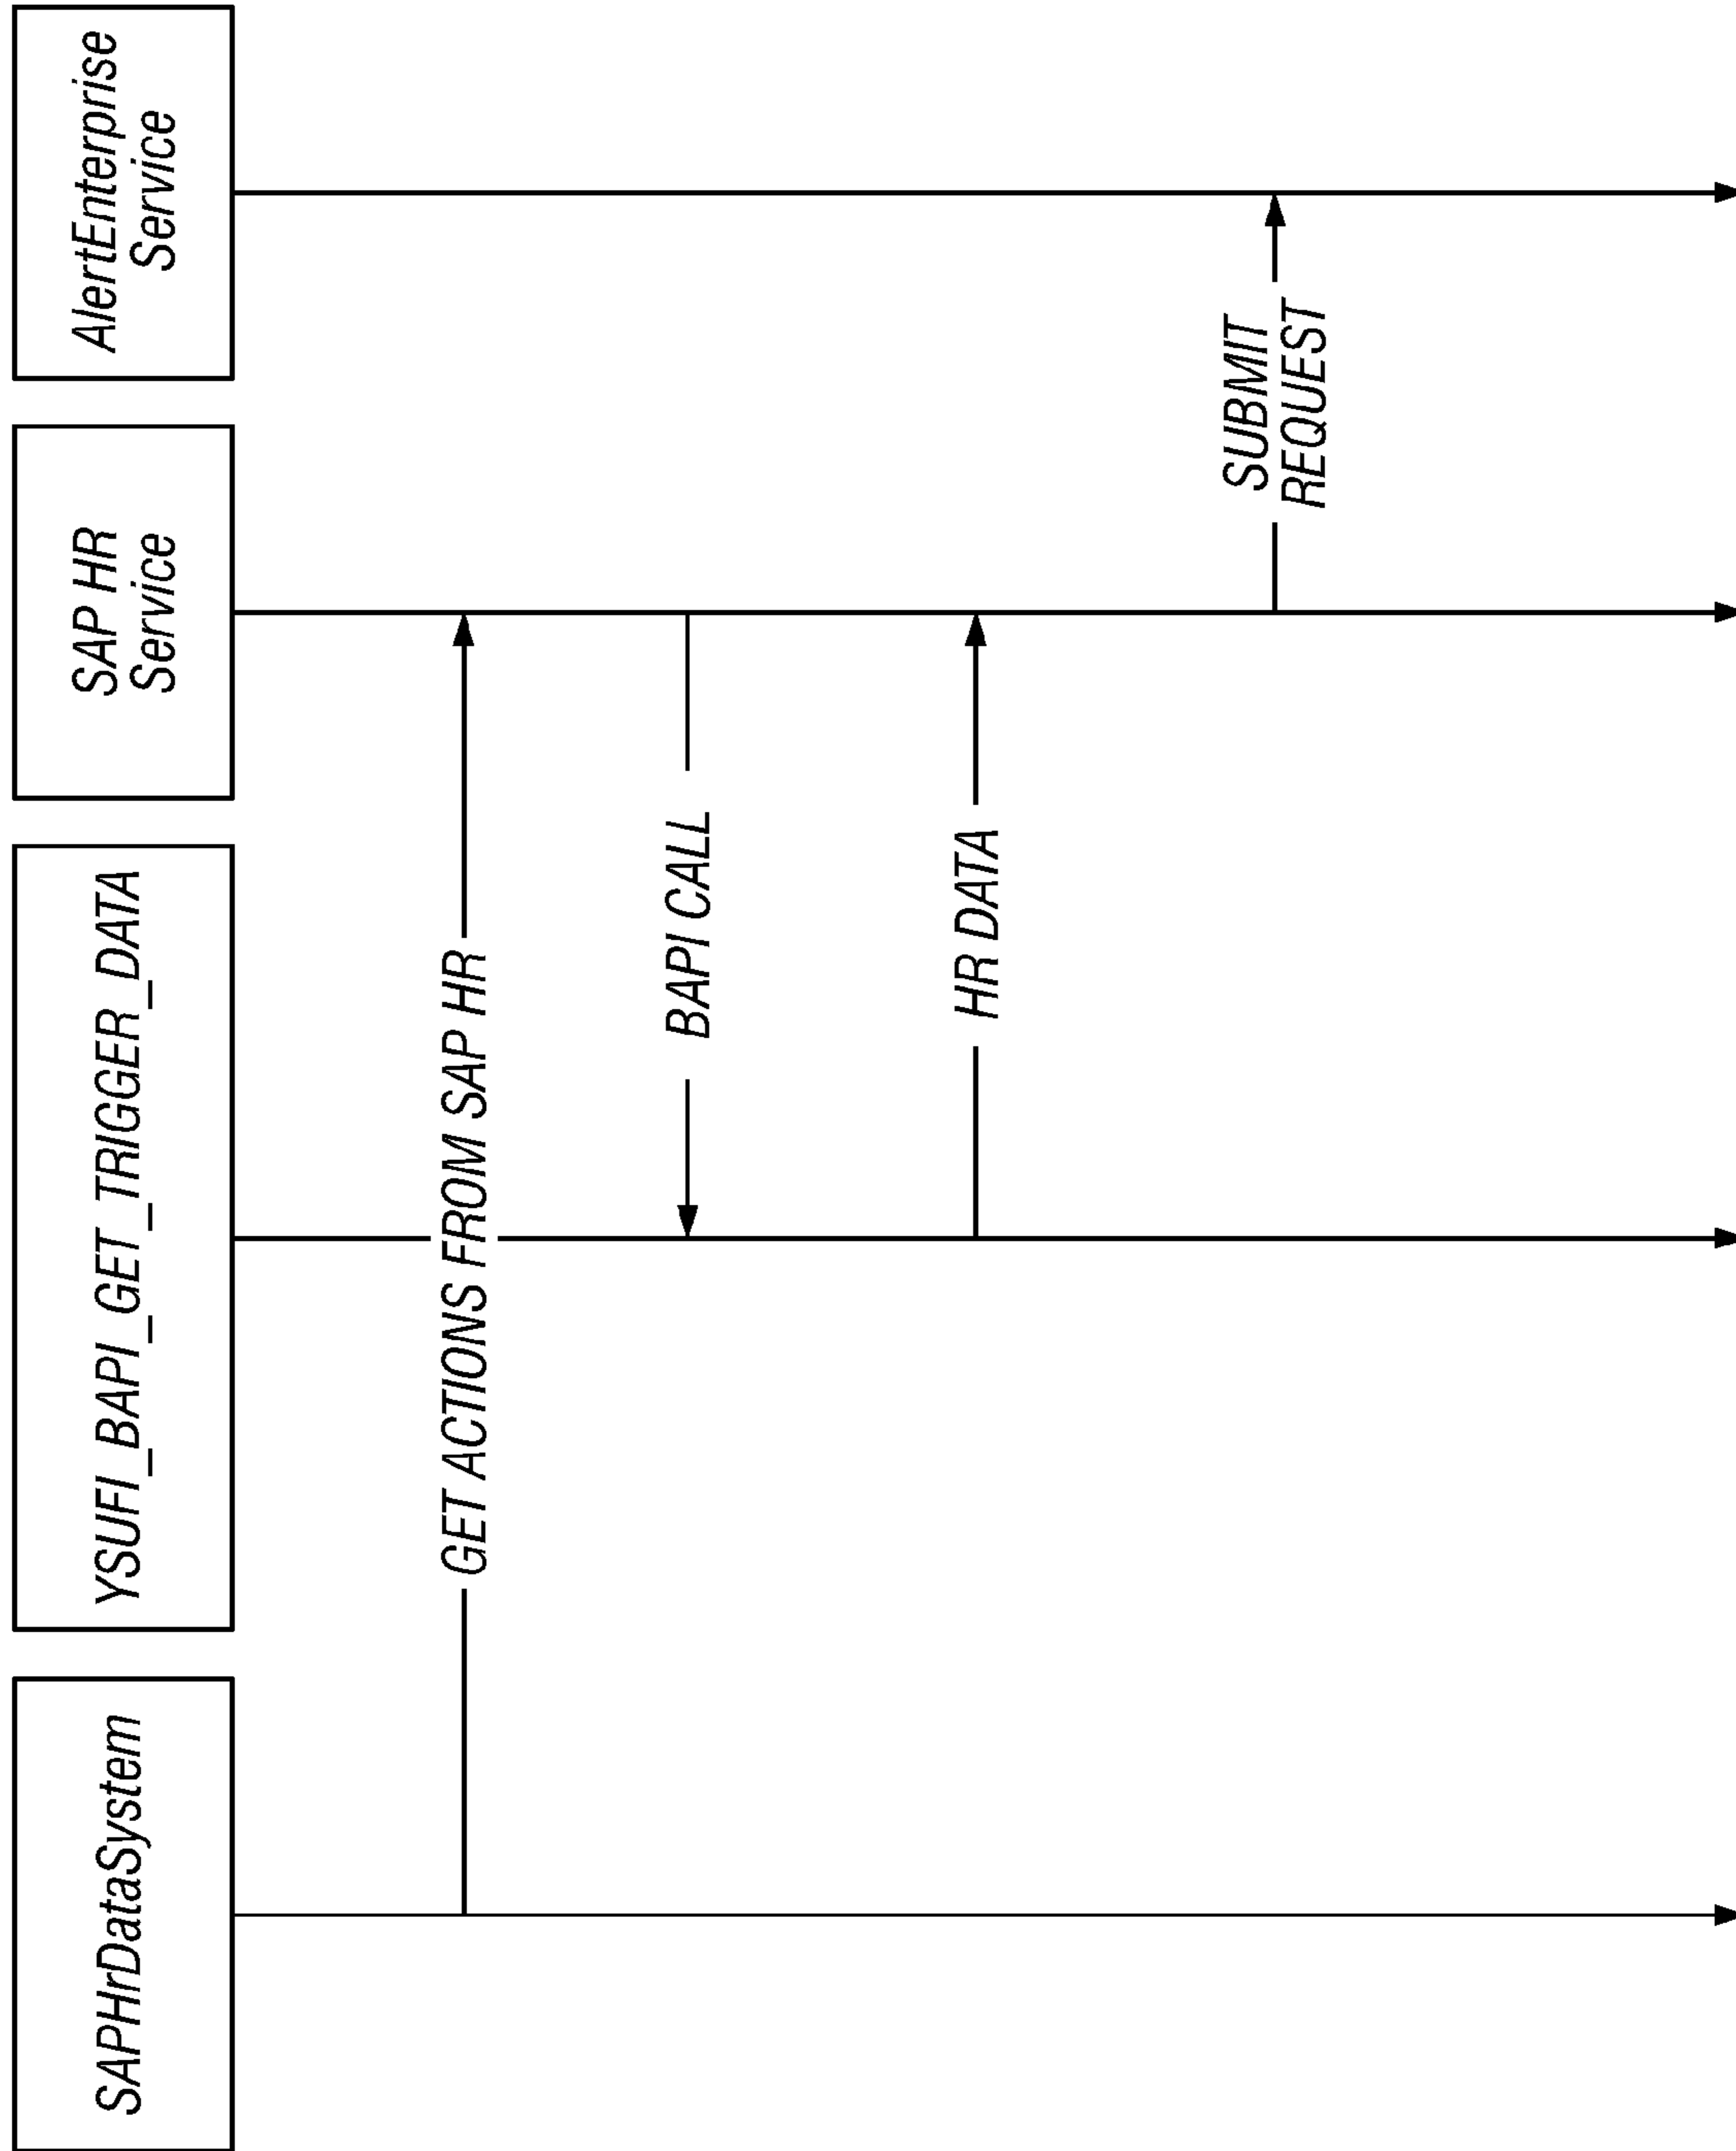 SAPHrDataSystem
YSUFI_BAPI_GET_TRIGGER_DATA
SAP HR
Service
AlertEnterprise
Service
GET ACTIONS FROM SAP HR
BAPI CALL
HR DATA
SUBMIT
REQUEST